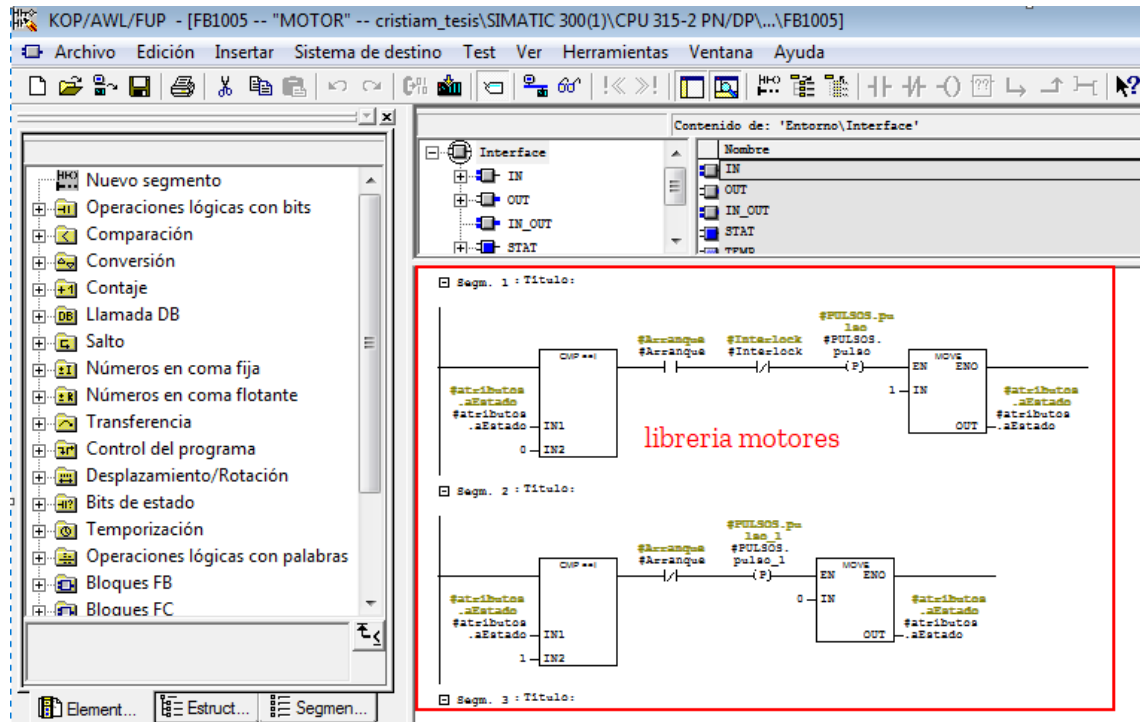 KOP/AWL/FUP - [FB1005 -- "MOTOR" -- cristiam_tesis\SIMATIC 300(1)\CPU 315-2 PN/DP\...\FB1005]
Archivo Edición Insertar Sistema de destino Test Ver Herramientas Ventana Ayuda
Nuevo segmento
Operaciones lógicas con bits
Comparación
Conversión
Contaje
Llamada DB
Salto
Números en coma fija
Números en coma flotante
Transferencia
Control del programa
Desplazamiento/Rotación
Bits de estado
Temporización
Operaciones lógicas con palabras
Bloques FB
Bloques FC
Element...
Estruct...
Segmen...
Contenido de: 'Entorno\Interface'
Interface
IN
OUT
IN_OUT
STAT
Nombre
IN
OUT
IN_OUT
STAT
TEMP
Segm. 1 : Título:
CMP ==I
#atributos
.aEstado
#atributos
.aEstado
IN1
0
IN2
#Arranque
#Arranque
#Interlock
#Interlock
#PULSOS.pu
lso
#PULSOS.
pulso
(P)
MOVE
EN ENO
1
IN
OUT
#atributos
.aEstado
#atributos
.aEstado
libreria motores
Segm. 2 : Título:
CMP ==I
#atributos
.aEstado
#atributos
.aEstado
IN1
1
IN2
#Arranque
#Arranque
#PULSOS.pu
lso_1
#PULSOS.
pulso_1
(P)
MOVE
EN ENO
0
IN
OUT
#atributos
.aEstado
#atributos
.aEstado
Segm. 3 : Título: